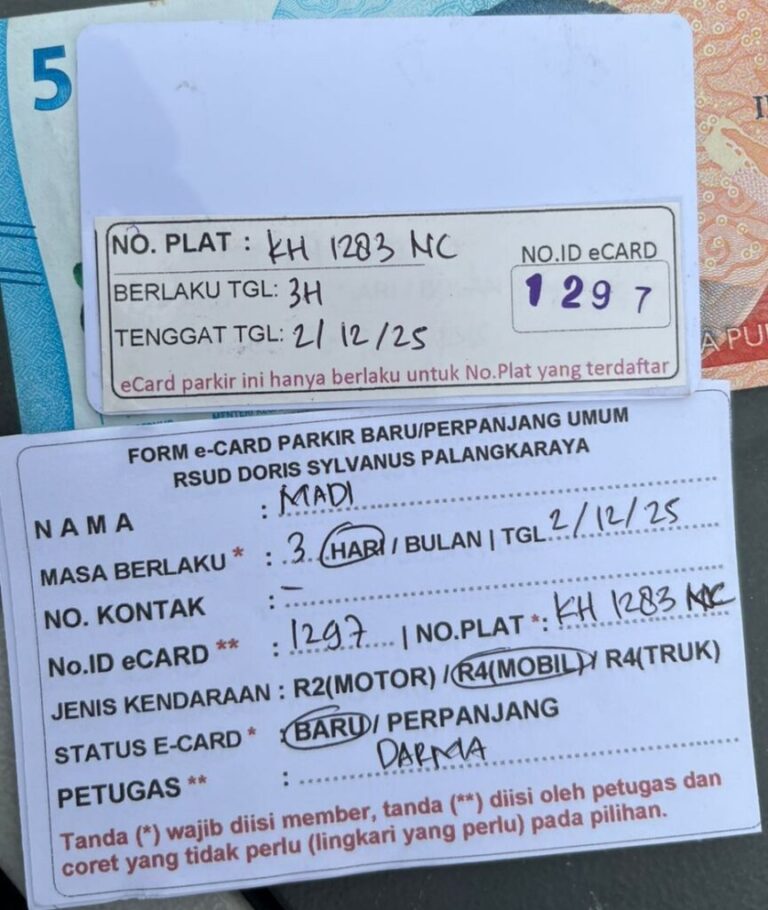 5
NO. PLAT : KH 1283 NC
NO.ID eCARD
BERLAKU TGL: 3H
1297
TENGGAT TGL: 2/ 12 /25
eCard parkir ini hanya berlaku untuk No.Plat yang terdaftar
FORM e-CARD PARKIR BARU/PERPANJANG UMUM
RSUD DORIS SYLVANUS PALANGKARAYA
NAMA : MADI
MASA BERLAKU * : 3 HARI / BULAN | TGL 2/12/25
NO. KONTAK : -
No.ID eCARD ** : 1297 | NO.PLAT *: KH 1283 NC
JENIS KENDARAAN : R2(MOTOR) / R4(MOBIL) / R4(TRUK)
STATUS E-CARD * : BARU / PERPANJANG
PETUGAS ** : DARMA
Tanda (*) wajib diisi member, tanda (**) diisi oleh petugas dan
coret yang tidak perlu (lingkari yang perlu) pada pilihan.